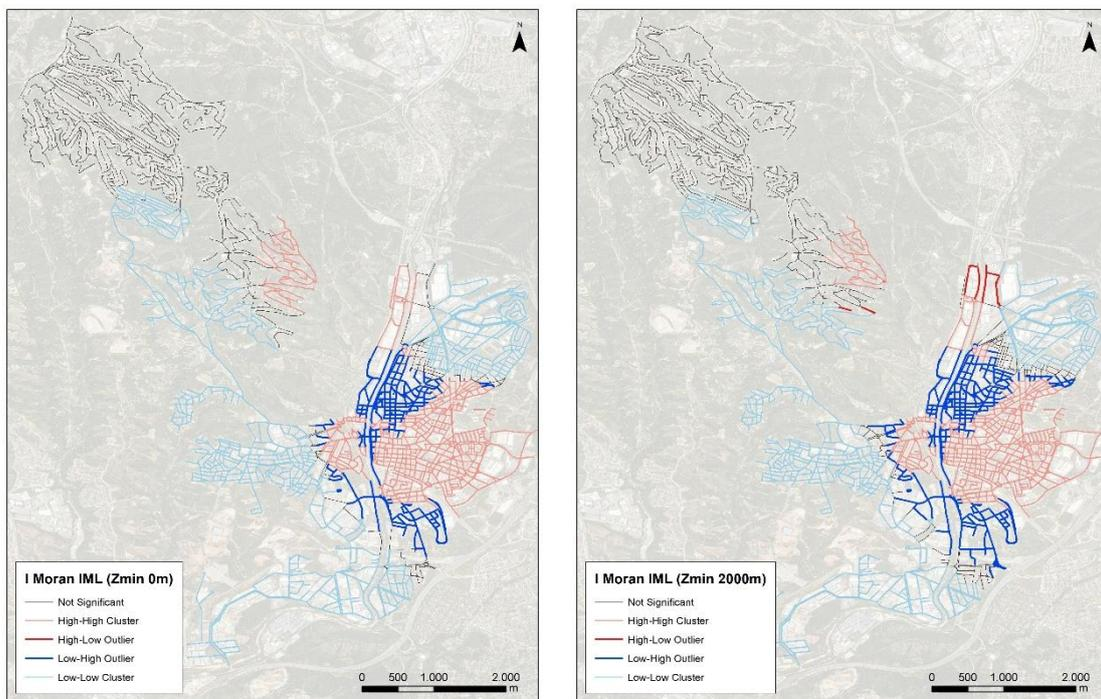 N
I Moran IML (Zmin 0m)
Not Significant
High-High Cluster
High-Low Outlier
Low-High Outlier
Low-Low Cluster
0 500 1.000 2.000
m
N
I Moran IML (Zmin 2000m)
Not Significant
High-High Cluster
High-Low Outlier
Low-High Outlier
Low-Low Cluster
0 500 1.000 2.000
m